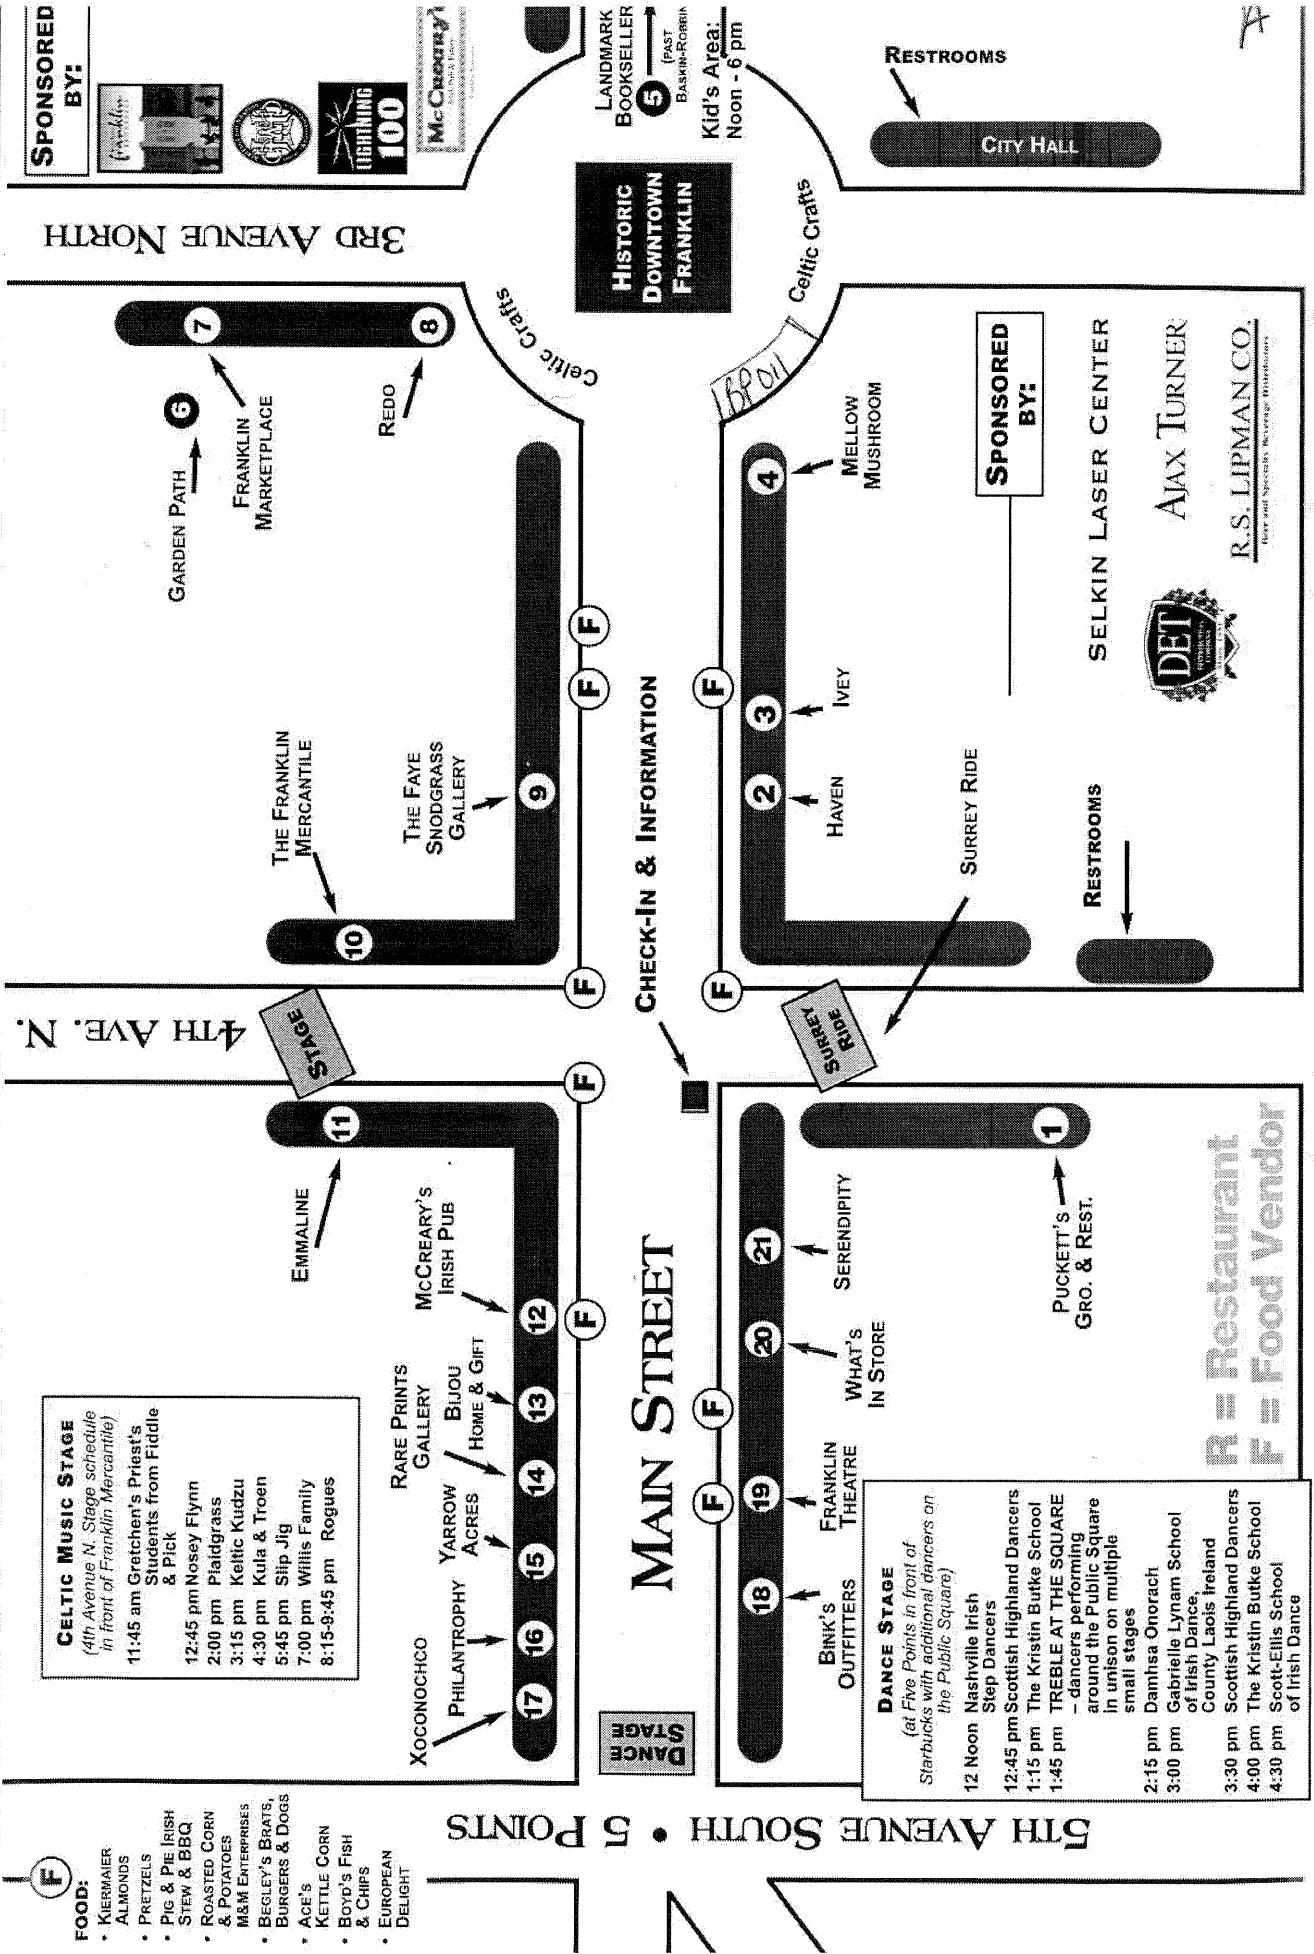 F
FOOD:
• KIERMAIER
ALMONDS
• PRETZELS
• PIG & PIE IRISH
STEW & BBQ
• ROASTED CORN
& POTATOES
M&M ENTERPRISES
• BEGLEY'S BRATS,
BURGERS & DOGS
• ACE'S
KETTLE CORN
• BOYD'S FISH
& CHIPS
• EUROPEAN
DELIGHT
CELTIC MUSIC STAGE
(4th Avenue N. Stage schedule
in front of Franklin Mercantile)
11:45 am Gretchen's Priest's
Students from Fiddle
& Pick
12:45 pm Nosey Flynn
2:00 pm Plaidgrass
3:15 pm Keltic Kudzu
4:30 pm Kula & Troen
5:45 pm Slip Jig
7:00 pm Willis Family
8:15-9:45 pm Rogues
4TH AVE. N.
STAGE
3RD AVENUE NORTH
SPONSORED
BY:
franklin
LIGHTNING
100
McCreary's
GARDEN PATH
6
7
FRANKLIN
MARKETPLACE
REDO
8
THE FRANKLIN
MERCANTILE
10
THE FAYE
SNODGRASS
GALLERY
9
EMMALINE
11
MCCREARY'S
IRISH PUB
12
BIJOU
HOME & GIFT
13
RARE PRINTS
GALLERY
14
YARROW
ACRES
15
PHILANTHROPY
16
XOCONOCHCO
17
F
F
F
F
F
5TH AVENUE SOUTH • 5 POINTS
DANCE
STAGE
MAIN STREET
CHECK-IN & INFORMATION
Celtic Crafts
HISTORIC
DOWNTOWN
FRANKLIN
LANDMARK
BOOKSELLER
5
(PAST
BASKIN-ROBBIN
Kid's Area:
Noon - 6 pm
Celtic Crafts
F
F
F
F
18
19
20
21
2
3
4
BINK'S
OUTFITTERS
FRANKLIN
THEATRE
WHAT'S
IN STORE
SERENDIPITY
SURREY
RIDE
HAVEN
IVEY
MELLOW
MUSHROOM
1
PUCKETT'S
GRO. & REST.
SURREY RIDE
RESTROOMS
RESTROOMS
CITY HALL
DANCE STAGE
(at Five Points in front of
Starbucks with additional dancers on
the Public Square)
12 Noon Nashville Irish
Step Dancers
12:45 pm Scottish Highland Dancers
1:15 pm The Kristin Butke School
1:45 pm TREBLE AT THE SQUARE
– dancers performing
around the Public Square
in unison on multiple
small stages
2:15 pm Damhsa Onorach
3:00 pm Gabrielle Lynam School
of Irish Dance,
County Laois Ireland
3:30 pm Scottish Highland Dancers
4:00 pm The Kristin Butke School
4:30 pm Scott-Ellis School
of Irish Dance
R = Restaurant
F = Food Vendor
SPONSORED
BY:
SELKIN LASER CENTER
DET
AJAX TURNER
R.S. LIPMAN CO.
Beer and Specialty Beverage Distributors